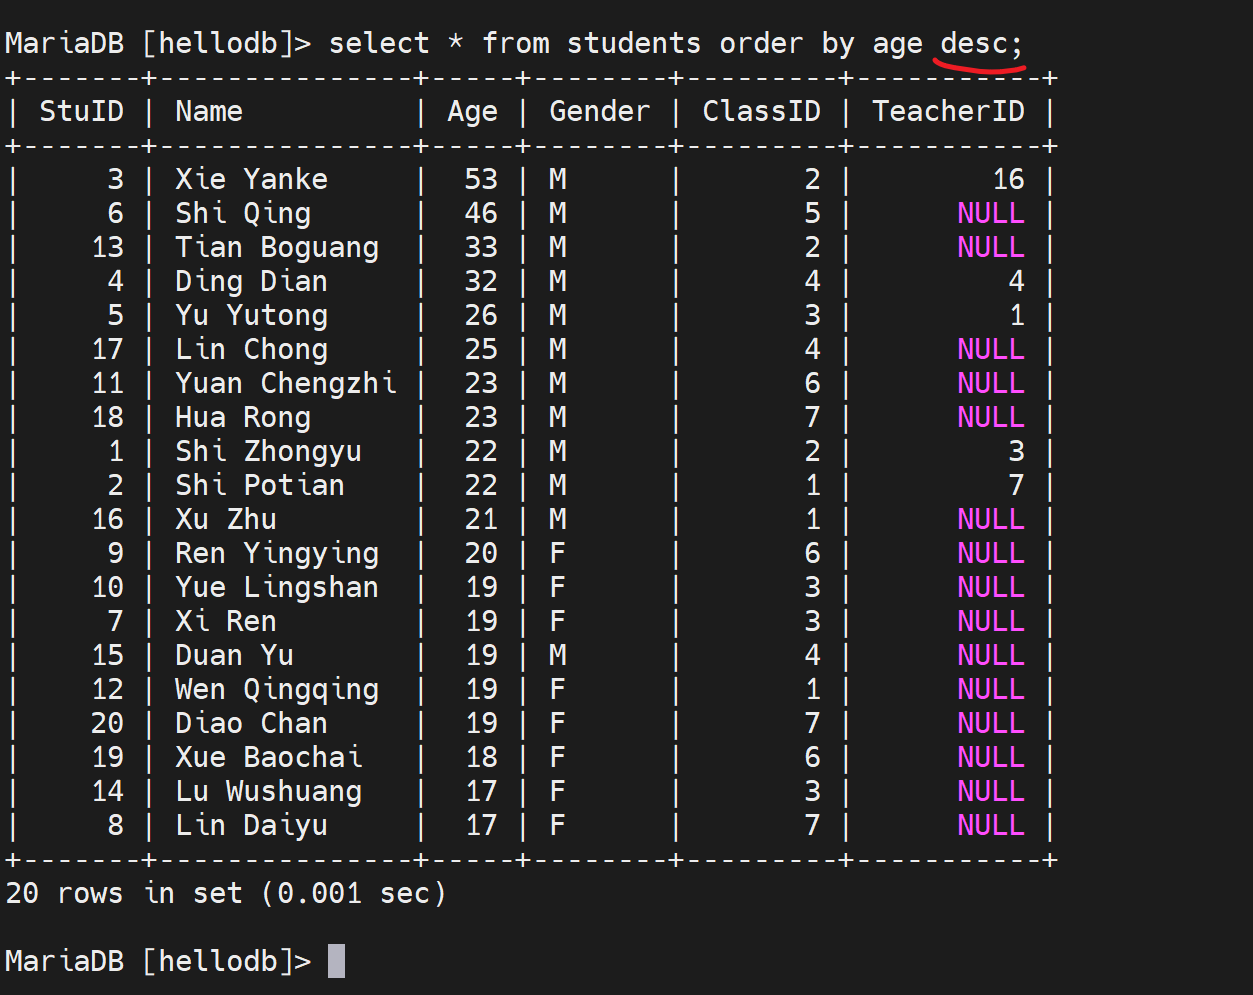 MariaDB [hellodb]> select * from students order by age desc;
+-------+---------------+-----+--------+---------+-----------+
| StuID | Name          | Age | Gender | ClassID | TeacherID |
+-------+---------------+-----+--------+---------+-----------+
|     3 | Xie Yanke     |  53 | M      |       2 |        16 |
|     6 | Shi Qing      |  46 | M      |       5 |      NULL |
|    13 | Tian Boguang  |  33 | M      |       2 |      NULL |
|     4 | Ding Dian     |  32 | M      |       4 |         4 |
|     5 | Yu Yutong     |  26 | M      |       3 |         1 |
|    17 | Lin Chong     |  25 | M      |       4 |      NULL |
|    11 | Yuan Chengzhi |  23 | M      |       6 |      NULL |
|    18 | Hua Rong      |  23 | M      |       7 |      NULL |
|     1 | Shi Zhongyu   |  22 | M      |       2 |         3 |
|     2 | Shi Potian    |  22 | M      |       1 |         7 |
|    16 | Xu Zhu        |  21 | M      |       1 |      NULL |
|     9 | Ren Yingying  |  20 | F      |       6 |      NULL |
|    10 | Yue Lingshan  |  19 | F      |       3 |      NULL |
|     7 | Xi Ren        |  19 | F      |       3 |      NULL |
|    15 | Duan Yu       |  19 | M      |       4 |      NULL |
|    12 | Wen Qingqing  |  19 | F      |       1 |      NULL |
|    20 | Diao Chan     |  19 | F      |       7 |      NULL |
|    19 | Xue Baochai   |  18 | F      |       6 |      NULL |
|    14 | Lu Wushuang   |  17 | F      |       3 |      NULL |
|     8 | Lin Daiyu     |  17 | F      |       7 |      NULL |
+-------+---------------+-----+--------+---------+-----------+
20 rows in set (0.001 sec)
MariaDB [hellodb]>